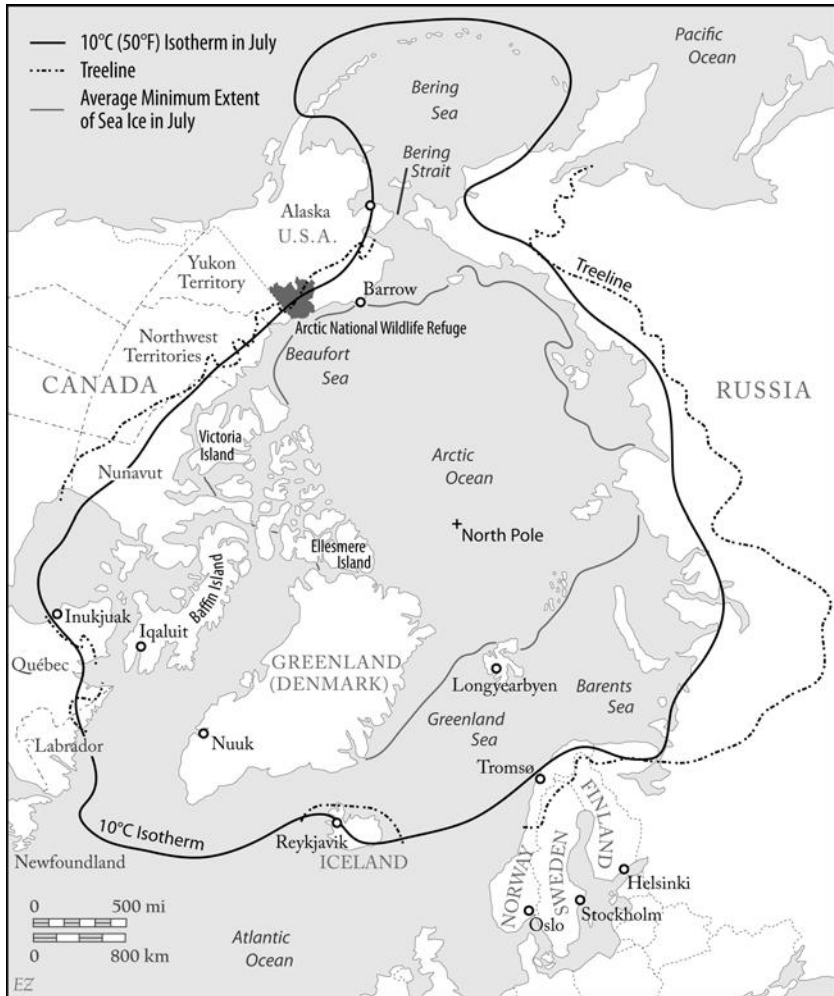 10°C (50°F) Isotherm in July
Treeline
Average Minimum Extent
of Sea Ice in July
Pacific
Ocean
Bering
Sea
Bering
Strait
Alaska
U.S.A.
Yukon
Territory
Treeline
Barrow
Arctic National Wildlife Refuge
Northwest
Territories
Beaufort
Sea
CANADA
RUSSIA
Victoria
Island
Arctic
Ocean
Nunavut
North Pole
Ellesmere
Island
Baffin Island
Inukjuak
Iqaluit
Québec
GREENLAND
(DENMARK)
Longyearbyen
Barents
Sea
Greenland
Sea
Labrador
Nuuk
Tromsø
10°C Isotherm
Reykjavik
ICELAND
FINLAND
Newfoundland
NORWAY
SWEDEN
Helsinki
Stockholm
Oslo
0 500 mi
0 800 km
Atlantic
Ocean
EZ